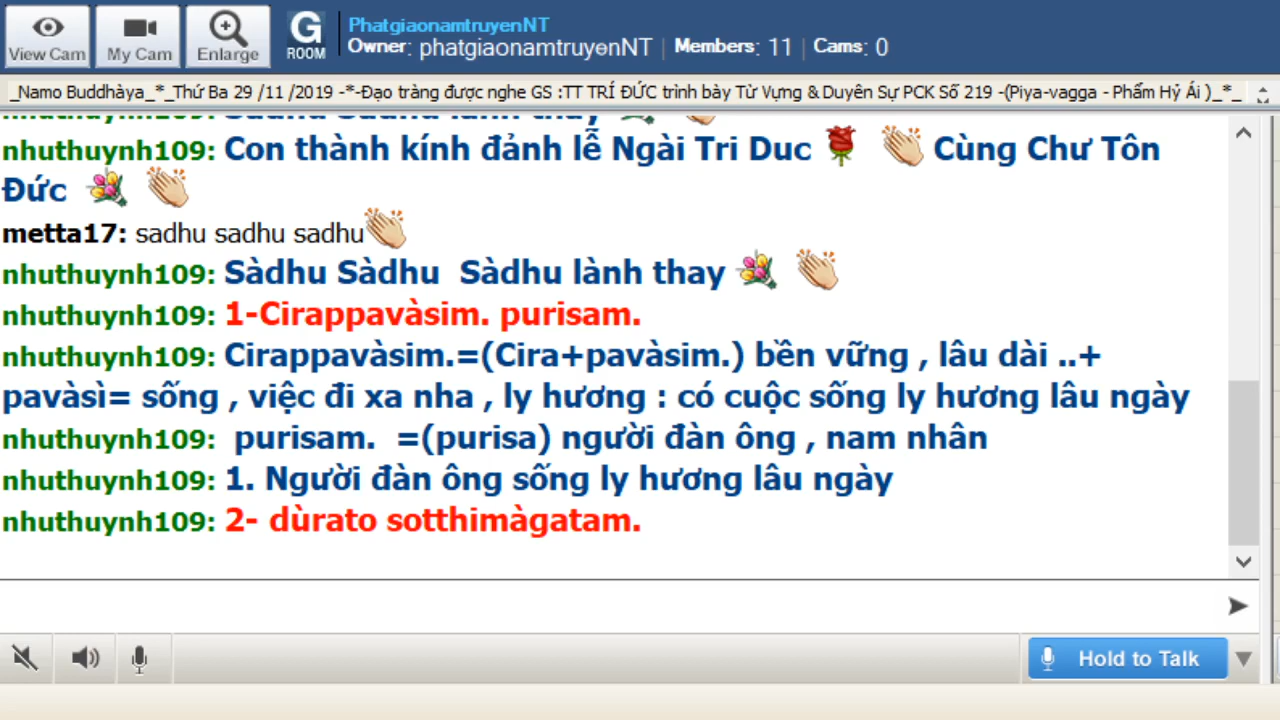 View Cam
My Cam
Enlarge
G
ROOM
PhatgiaonamtruyenNT
Owner: phatgiaonamtruyenNT | Members: 11 | Cams: 0
_Namo Buddhàya_*_Thứ Ba 29 /11 /2019 -*-Đạo tràng được nghe GS :TT TRÍ ĐỨC trình bày Từ Vựng & Duyên Sự PCK Số 219 -(Piya-vagga - Phẩm Hỷ Ái )_*_
nhuthuynh109: Con thành kính đảnh lễ Ngài Tri Duc Cùng Chư Tôn
Đức
metta17: sadhu sadhu sadhu
nhuthuynh109: Sàdhu Sàdhu Sàdhu lành thay
nhuthuynh109: 1-Cirappavàsim. purisam.
nhuthuynh109: Cirappavàsim.=(Cira+pavàsim.) bền vững , lâu dài ..+
pavàsì= sống , việc đi xa nha , ly hương : có cuộc sống ly hương lâu ngày
nhuthuynh109: purisam. =(purisa) người đàn ông , nam nhân
nhuthuynh109: 1. Người đàn ông sống ly hương lâu ngày
nhuthuynh109: 2- dùrato sotthimàgatam.
Hold to Talk